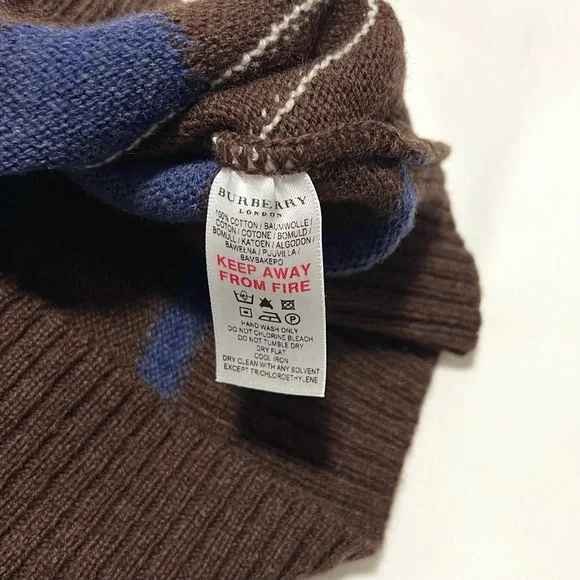 BURBERRY
LONDON
100% COTTON / BAUMWOLLE /
COTON / COTONE / BOMULD /
BOMULL / KATOEN / ALGODON /
BAWEŁNA / PUUVILLA /
BAMBAKEPO
KEEP AWAY
FROM FIRE
HAND WASH ONLY
DO NOT CHLORINE BLEACH
DO NOT TUMBLE DRY
DRY FLAT
COOL IRON
DRY CLEAN WITH ANY SOLVENT
EXCEPT TRICHLORDETHYLENE